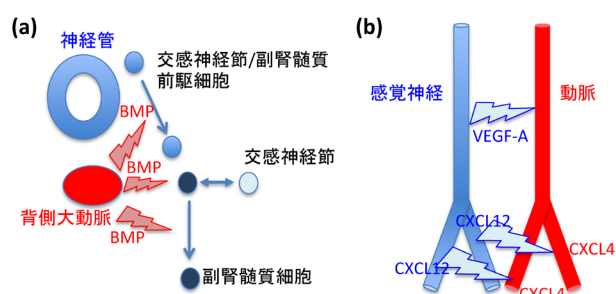 (a)
神経管
交感神経節/副腎髄質
前駆細胞
BMP
BMP
交感神経節
背側大動脈
BMP
副腎髄質細胞
(b)
感覚神経
動脈
VEGF-A
CXCL12
CXCL4
CXCL12
CXCL4